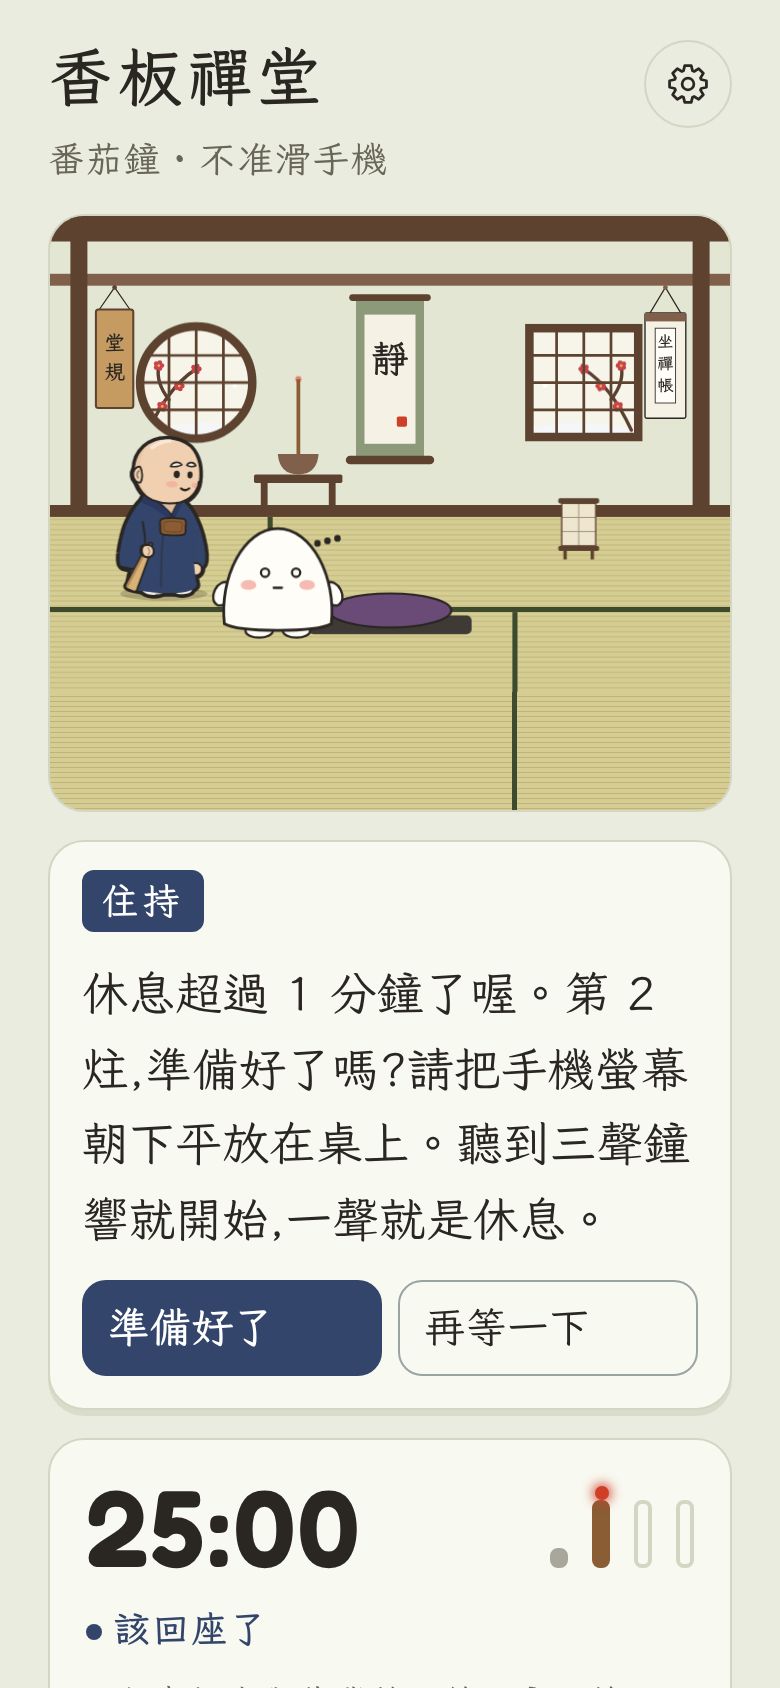 香板禪堂
番茄鐘・不准滑手機
堂規
靜
坐禪帳
住持
休息超過 1 分鐘了喔。第 2
炷,準備好了嗎?請把手機螢幕
朝下平放在桌上。聽到三聲鐘
響就開始,一聲就是休息。
準備好了
再等一下
25:00
該回座了